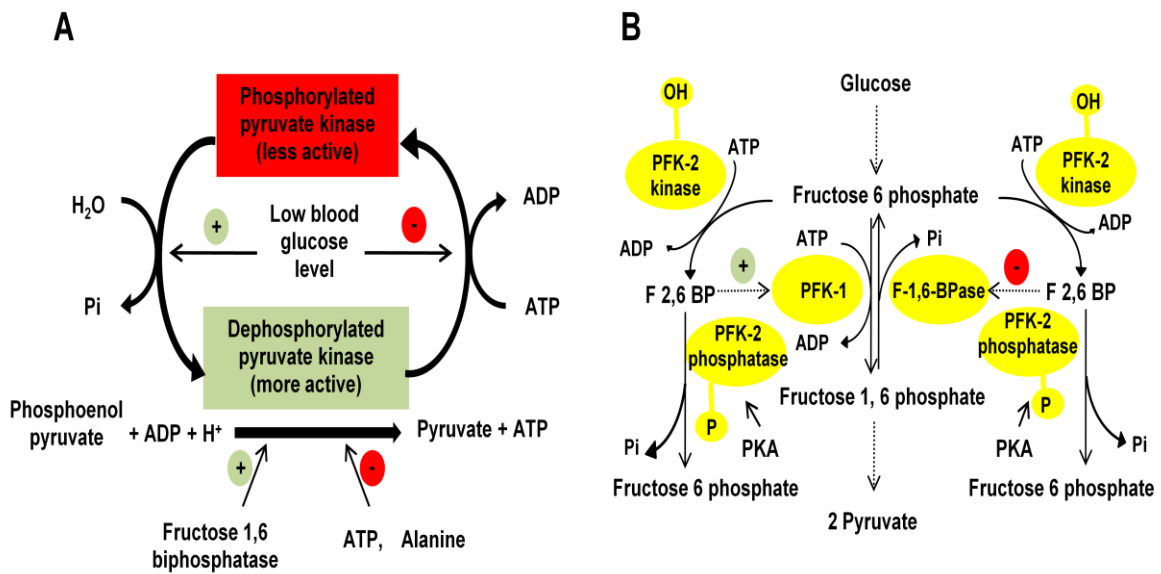 A
Phosphorylated
pyruvate kinase
(less active)
H₂O
+
Low blood
glucose
level
-
ADP
Pi
ATP
Dephosphorylated
pyruvate kinase
(more active)
Phosphoenol
pyruvate
+ ADP + H⁺
Pyruvate + ATP
+
-
Fructose 1,6
biphosphatase
ATP, Alanine
B
Glucose
OH
PFK-2
kinase
ATP
ADP
Fructose 6 phosphate
OH
PFK-2
kinase
ATP
ADP
F 2,6 BP
+
PFK-1
ATP
ADP
Pi
F-1,6-BPase
-
F 2,6 BP
PFK-2
phosphatase
P
PKA
Pi
Fructose 6 phosphate
Fructose 1, 6 phosphate
2 Pyruvate
PFK-2
phosphatase
P
PKA
Pi
Fructose 6 phosphate